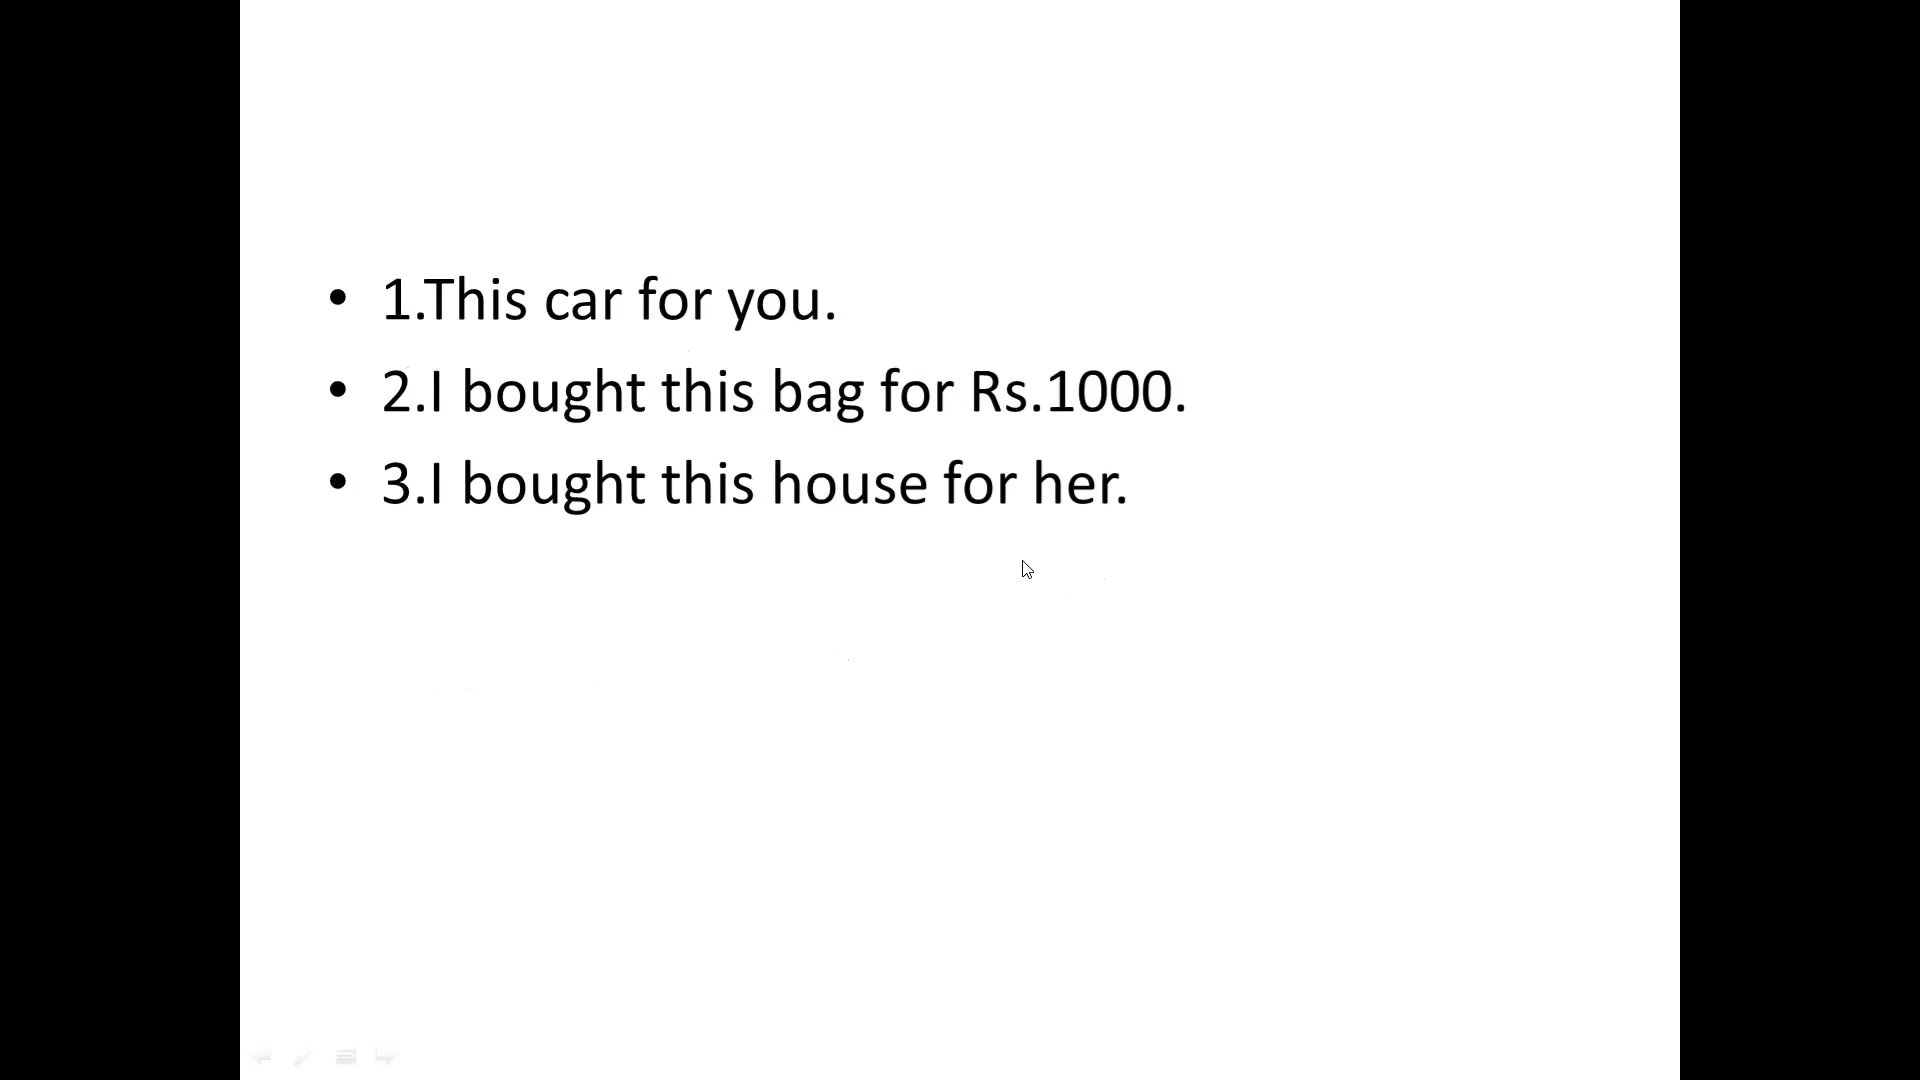 • 1.This car for you.
• 2.I bought this bag for Rs.1000.
• 3.I bought this house for her.